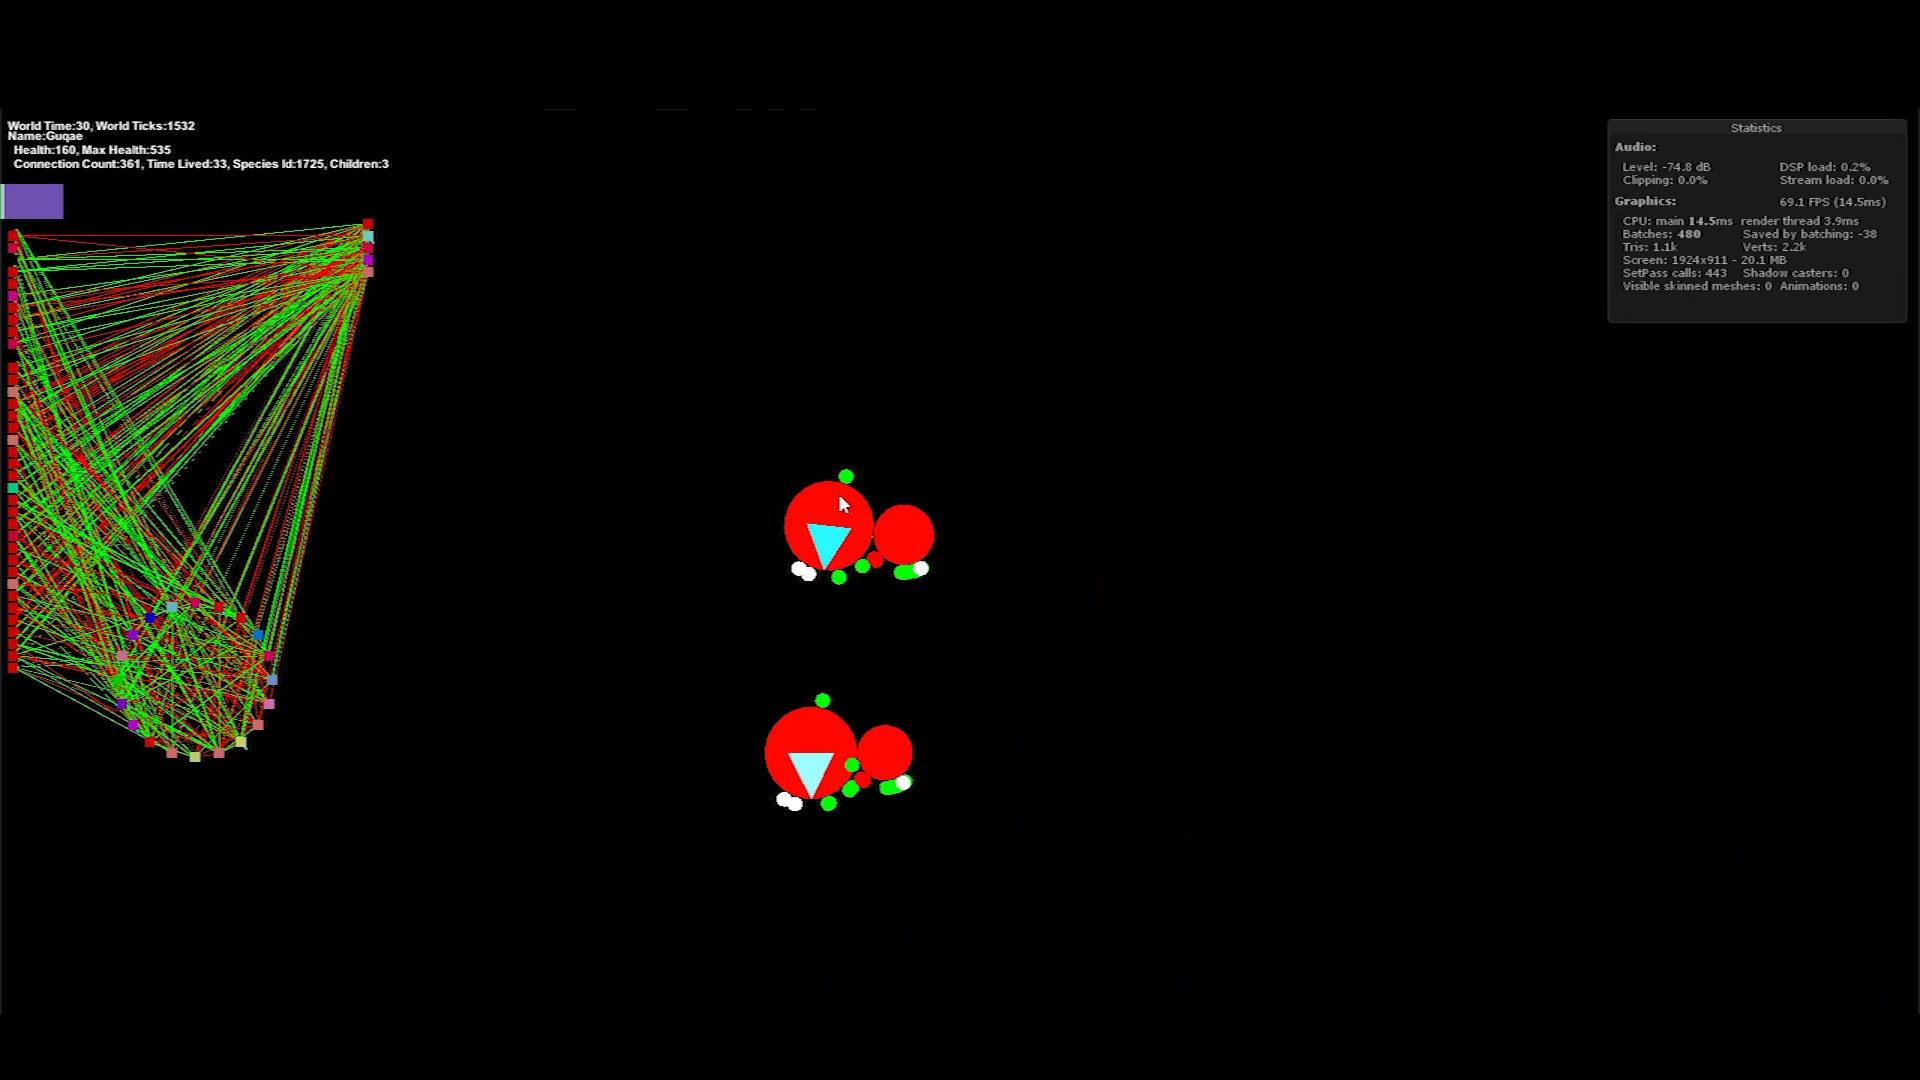 World Time:30, World Ticks:1532
Name:Guqae
Health:160, Max Health:535
Connection Count:361, Time Lived:33, Species Id:1725, Children:3
Statistics
Audio:
Level: -74.8 dB DSP load: 0.2%
Clipping: 0.0% Stream load: 0.0%
Graphics: 69.1 FPS (14.5ms)
CPU: main 14.5ms render thread 3.9ms
Batches: 480 Saved by batching: -38
Tris: 1.1k Verts: 2.2k
Screen: 1924x911 - 20.1 MB
SetPass calls: 443 Shadow casters: 0
Visible skinned meshes: 0 Animations: 0